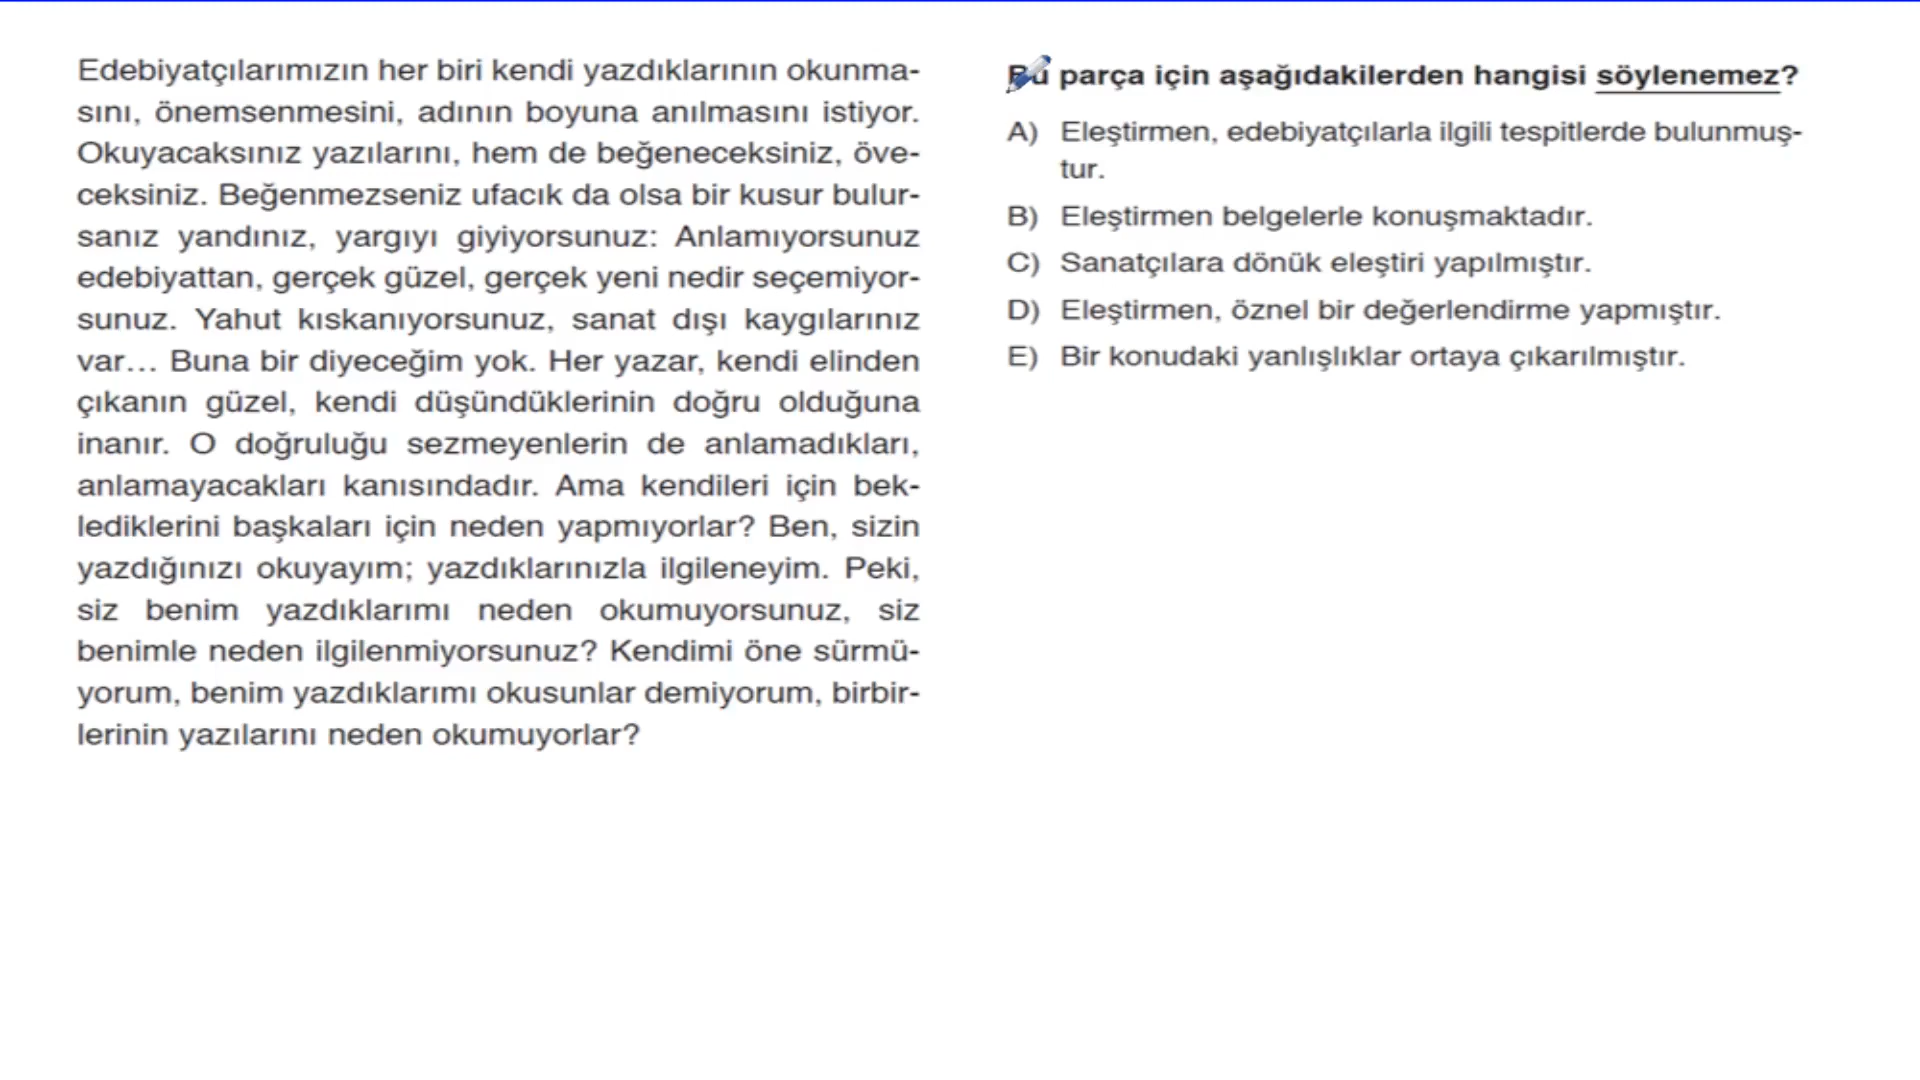 Edebiyatçılarımızın her biri kendi yazdıklarının okunma-
sını, önemsenmesini, adının boyuna anılmasını istiyor.
Okuyacaksınız yazılarını, hem de beğeneceksiniz, öve-
ceksiniz. Beğenmezseniz ufacık da olsa bir kusur bulur-
sanız yandınız, yargıyı giyiyorsunuz: Anlamıyorsunuz
edebiyattan, gerçek güzel, gerçek yeni nedir seçemiyor-
sunuz. Yahut kıskanıyorsunuz, sanat dışı kaygılarınız
var... Buna bir diyeceğim yok. Her yazar, kendi elinden
çıkanın güzel, kendi düşündüklerinin doğru olduğuna
inanır. O doğruluğu sezmeyenlerin de anlamadıkları,
anlamayacakları kanısındadır. Ama kendileri için bek-
lediklerini başkaları için neden yapmıyorlar? Ben, sizin
yazdığınızı okuyayım; yazdıklarınızla ilgileneyim. Peki,
siz benim yazdıklarımı neden okumuyorsunuz, siz
benimle neden ilgilenmiyorsunuz? Kendimi öne sürmü-
yorum, benim yazdıklarımı okusunlar demiyorum, birbir-
lerinin yazılarını neden okumuyorlar?
Bu parça için aşağıdakilerden hangisi söylenemez?
A) Eleştirmen, edebiyatçılarla ilgili tespitlerde bulunmuş-
tur.
B) Eleştirmen belgelerle konuşmaktadır.
C) Sanatçılara dönük eleştiri yapılmıştır.
D) Eleştirmen, öznel bir değerlendirme yapmıştır.
E) Bir konudaki yanlışlıklar ortaya çıkarılmıştır.